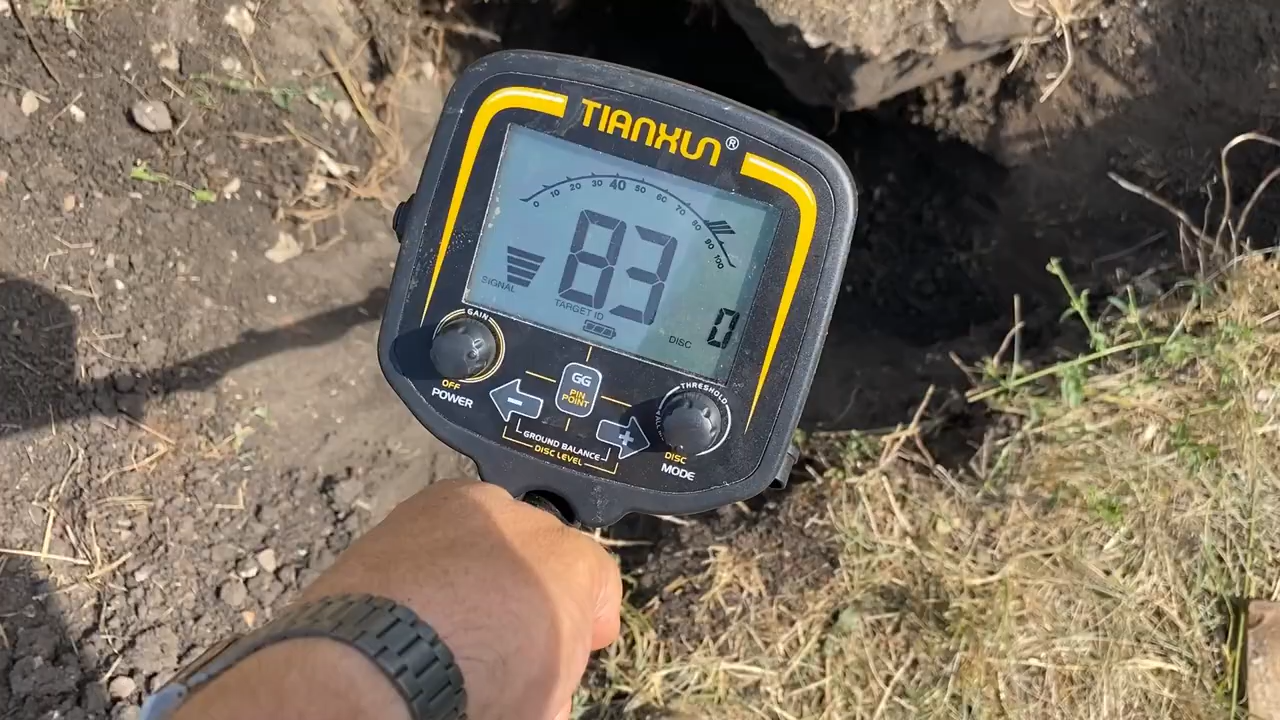 TIANXUN®
0 10 20 30 40 50 60 70 80 90 100
83
SIGNAL
TARGET ID
DISC 0
GAIN
OFF
POWER
GG
PIN
POINT
-
+
GROUND BALANCE
DISC LEVEL
THRESHOLD
DISC
MODE